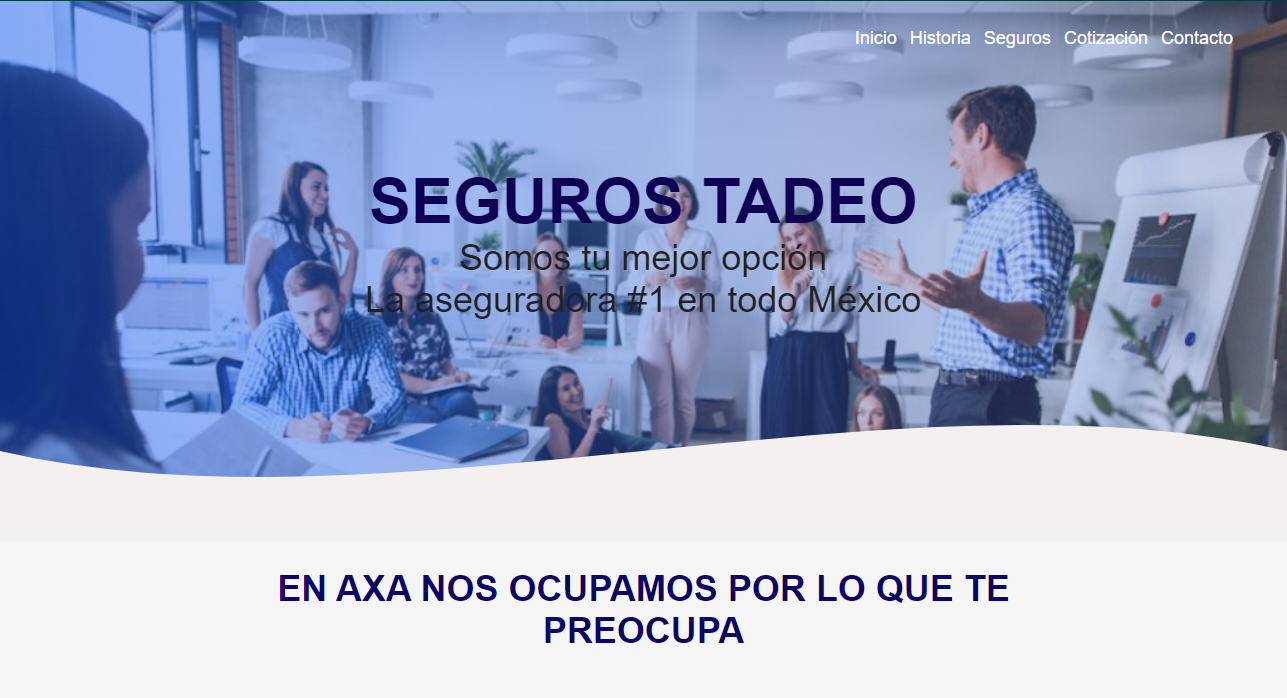 Inicio Historia Seguros Cotización Contacto
SEGUROS TADEO
Somos tu mejor opción
La aseguradora #1 en todo México
EN AXA NOS OCUPAMOS POR LO QUE TE
PREOCUPA